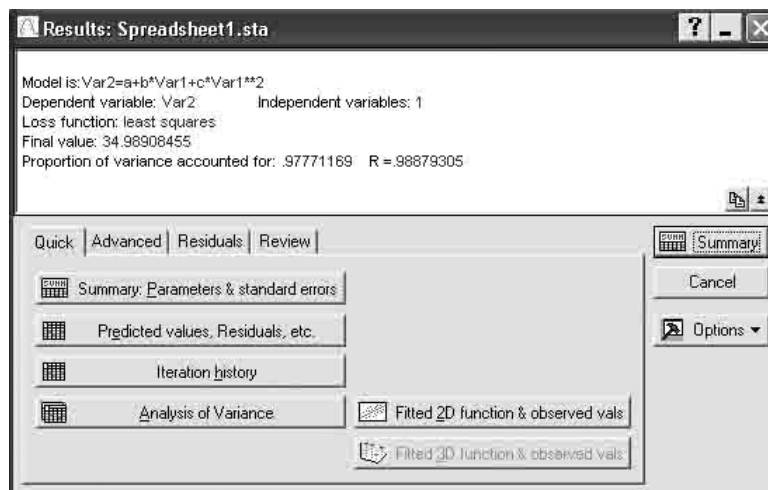 Results: Spreadsheet1.sta
Model is:Var2=a+b*Var1+c*Var1**2
Dependent variable: Var2 Independent variables: 1
Loss function: least squares
Final value: 34.98908455
Proportion of variance accounted for: .97771169 R =.98879305
Quick Advanced Residuals Review
Summary
Summary: Parameters & standard errors
Cancel
Predicted values, Residuals, etc.
Options
Iteration history
Analysis of Variance
Fitted 2D function & observed vals
Fitted 3D function & observed vals